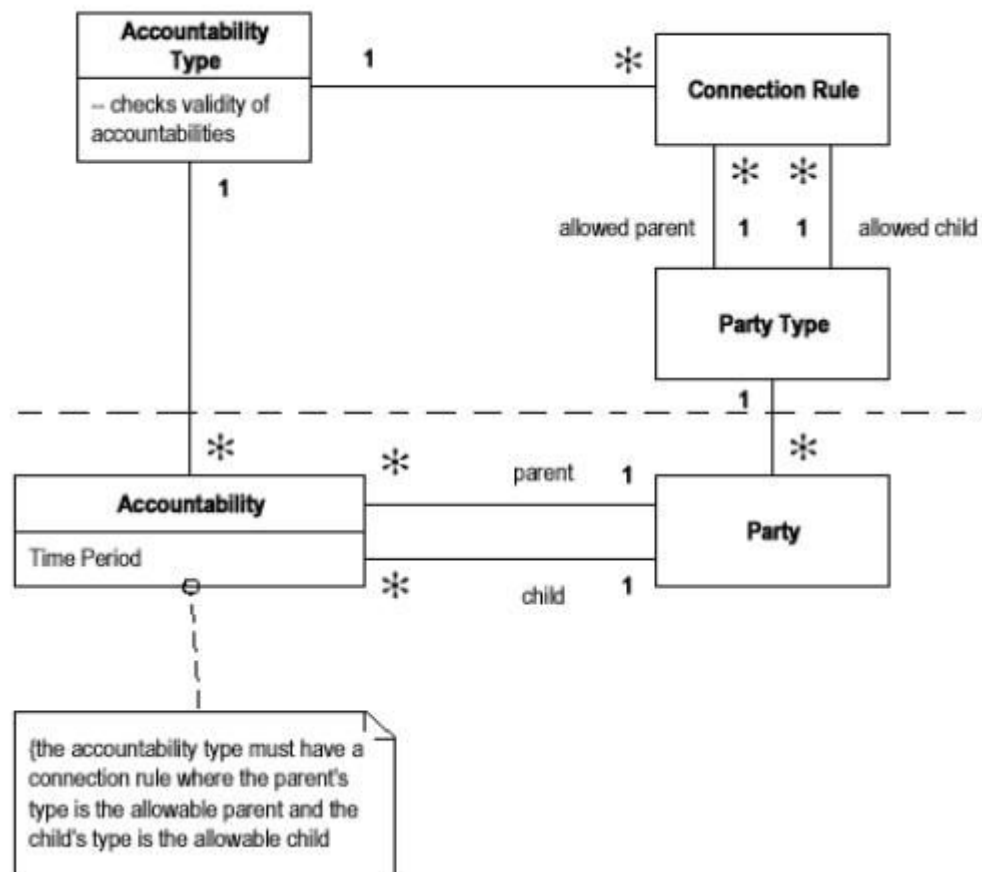 Accountability
Type
-- checks validity of
accountabilities
1
*
Connection Rule
1
* *
allowed parent 1 1 allowed child
Party Type
1
*
*
*
parent 1
Accountability
Time Period
Party
*
child 1
{the accountability type must have a
connection rule where the parent's
type is the allowable parent and the
child's type is the allowable child